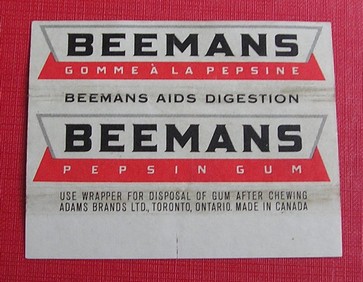 BEEMANS
GOMME À LA PEPSINE
BEEMANS AIDS DIGESTION
BEEMANS
PEPSIN GUM
USE WRAPPER FOR DISPOSAL OF GUM AFTER CHEWING
ADAMS BRANDS LTD., TORONTO, ONTARIO. MADE IN CANADA